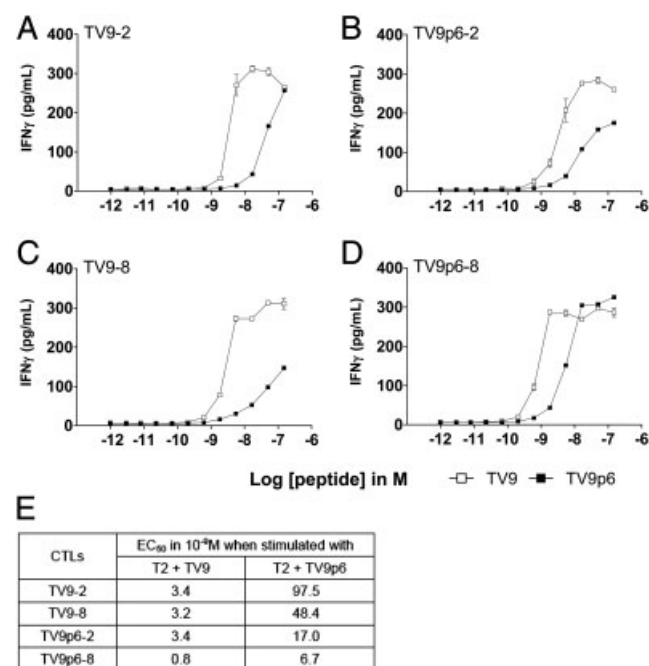 A TV9-2
B TV9p6-2
400
300
200
100
0
IFNγ (pg/mL)
-12 -11 -10 -9 -8 -7 -6
400
300
200
100
0
IFNγ (pg/mL)
-12 -11 -10 -9 -8 -7 -6
C TV9-8
D TV9p6-8
400
300
200
100
0
IFNγ (pg/mL)
-12 -11 -10 -9 -8 -7 -6
400
300
200
100
0
IFNγ (pg/mL)
-12 -11 -10 -9 -8 -7 -6
Log [peptide] in M
TV9 TV9p6
E
CTLs
EC50 in 10-9M when stimulated with
T2 + TV9 T2 + TV9p6
TV9-2 3.4 97.5
TV9-8 3.2 48.4
TV9p6-2 3.4 17.0
TV9p6-8 0.8 6.7